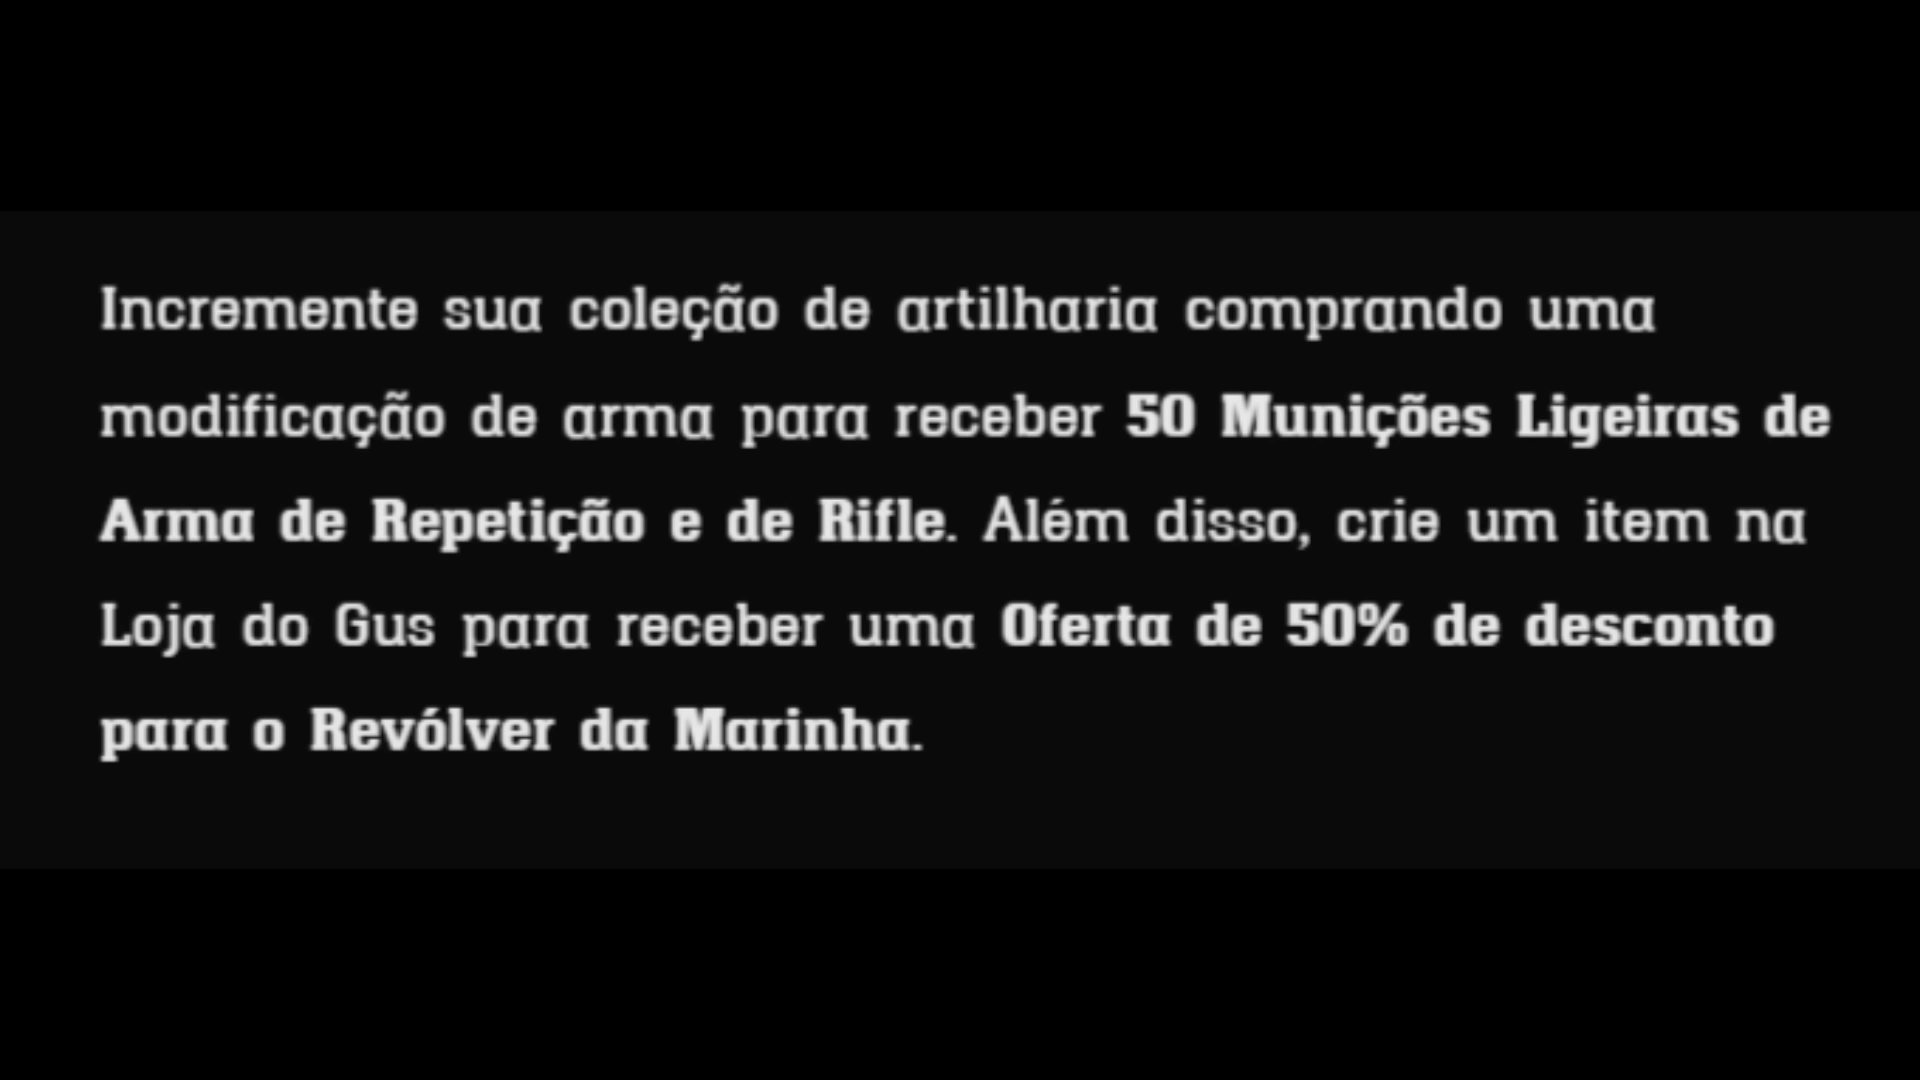 Incremente sua coleção de artilharia comprando uma
modificação de arma para receber 50 Munições Ligeiras de
Arma de Repetição e de Rifle. Além disso, crie um item na
Loja do Gus para receber uma Oferta de 50% de desconto
para o Revólver da Marinha.